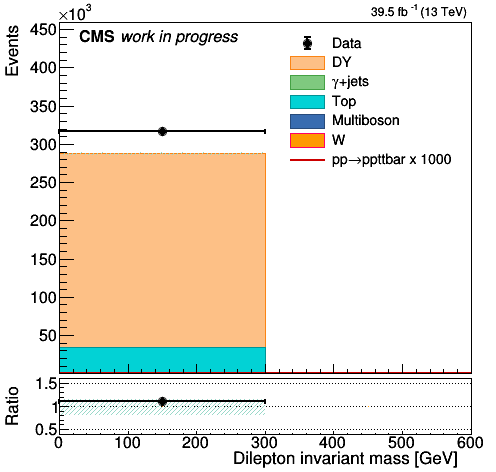 ×10³
39.5 fb⁻¹ (13 TeV)
Events
CMS work in progress
Data
DY
γ+jets
Top
Multiboson
W
pp→ppttbar x 1000
450
400
350
300
250
200
150
100
50
Ratio
1.5
1
0.5
0 100 200 300 400 500 600
Dilepton invariant mass [GeV]